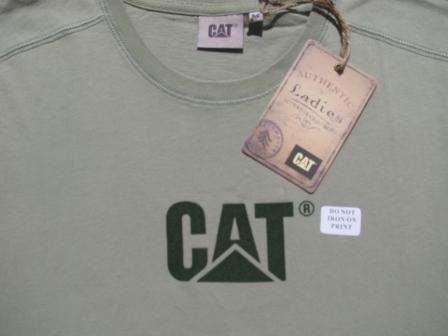 CAT
AUTHENTIC
Ladies
CAT
CAT®
DO NOT
IRON ON
PRINT